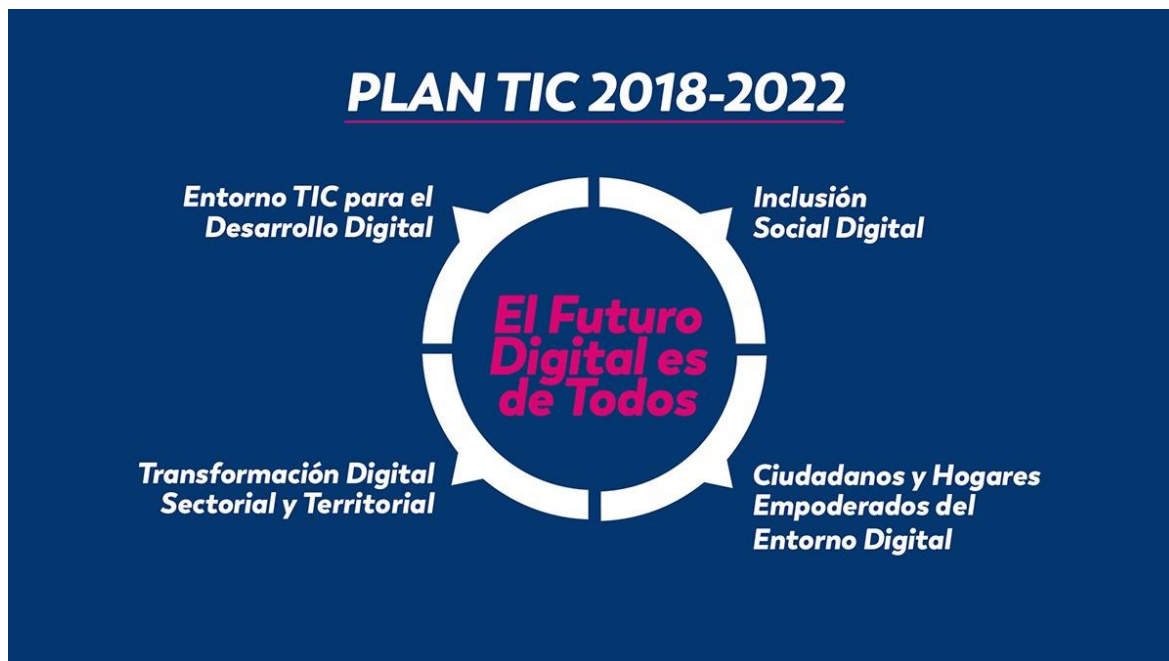 PLAN TIC 2018-2022
Entorno TIC para el
Desarrollo Digital
Inclusión
Social Digital
El Futuro
Digital es
de Todos
Transformación Digital
Sectorial y Territorial
Ciudadanos y Hogares
Empoderados del
Entorno Digital